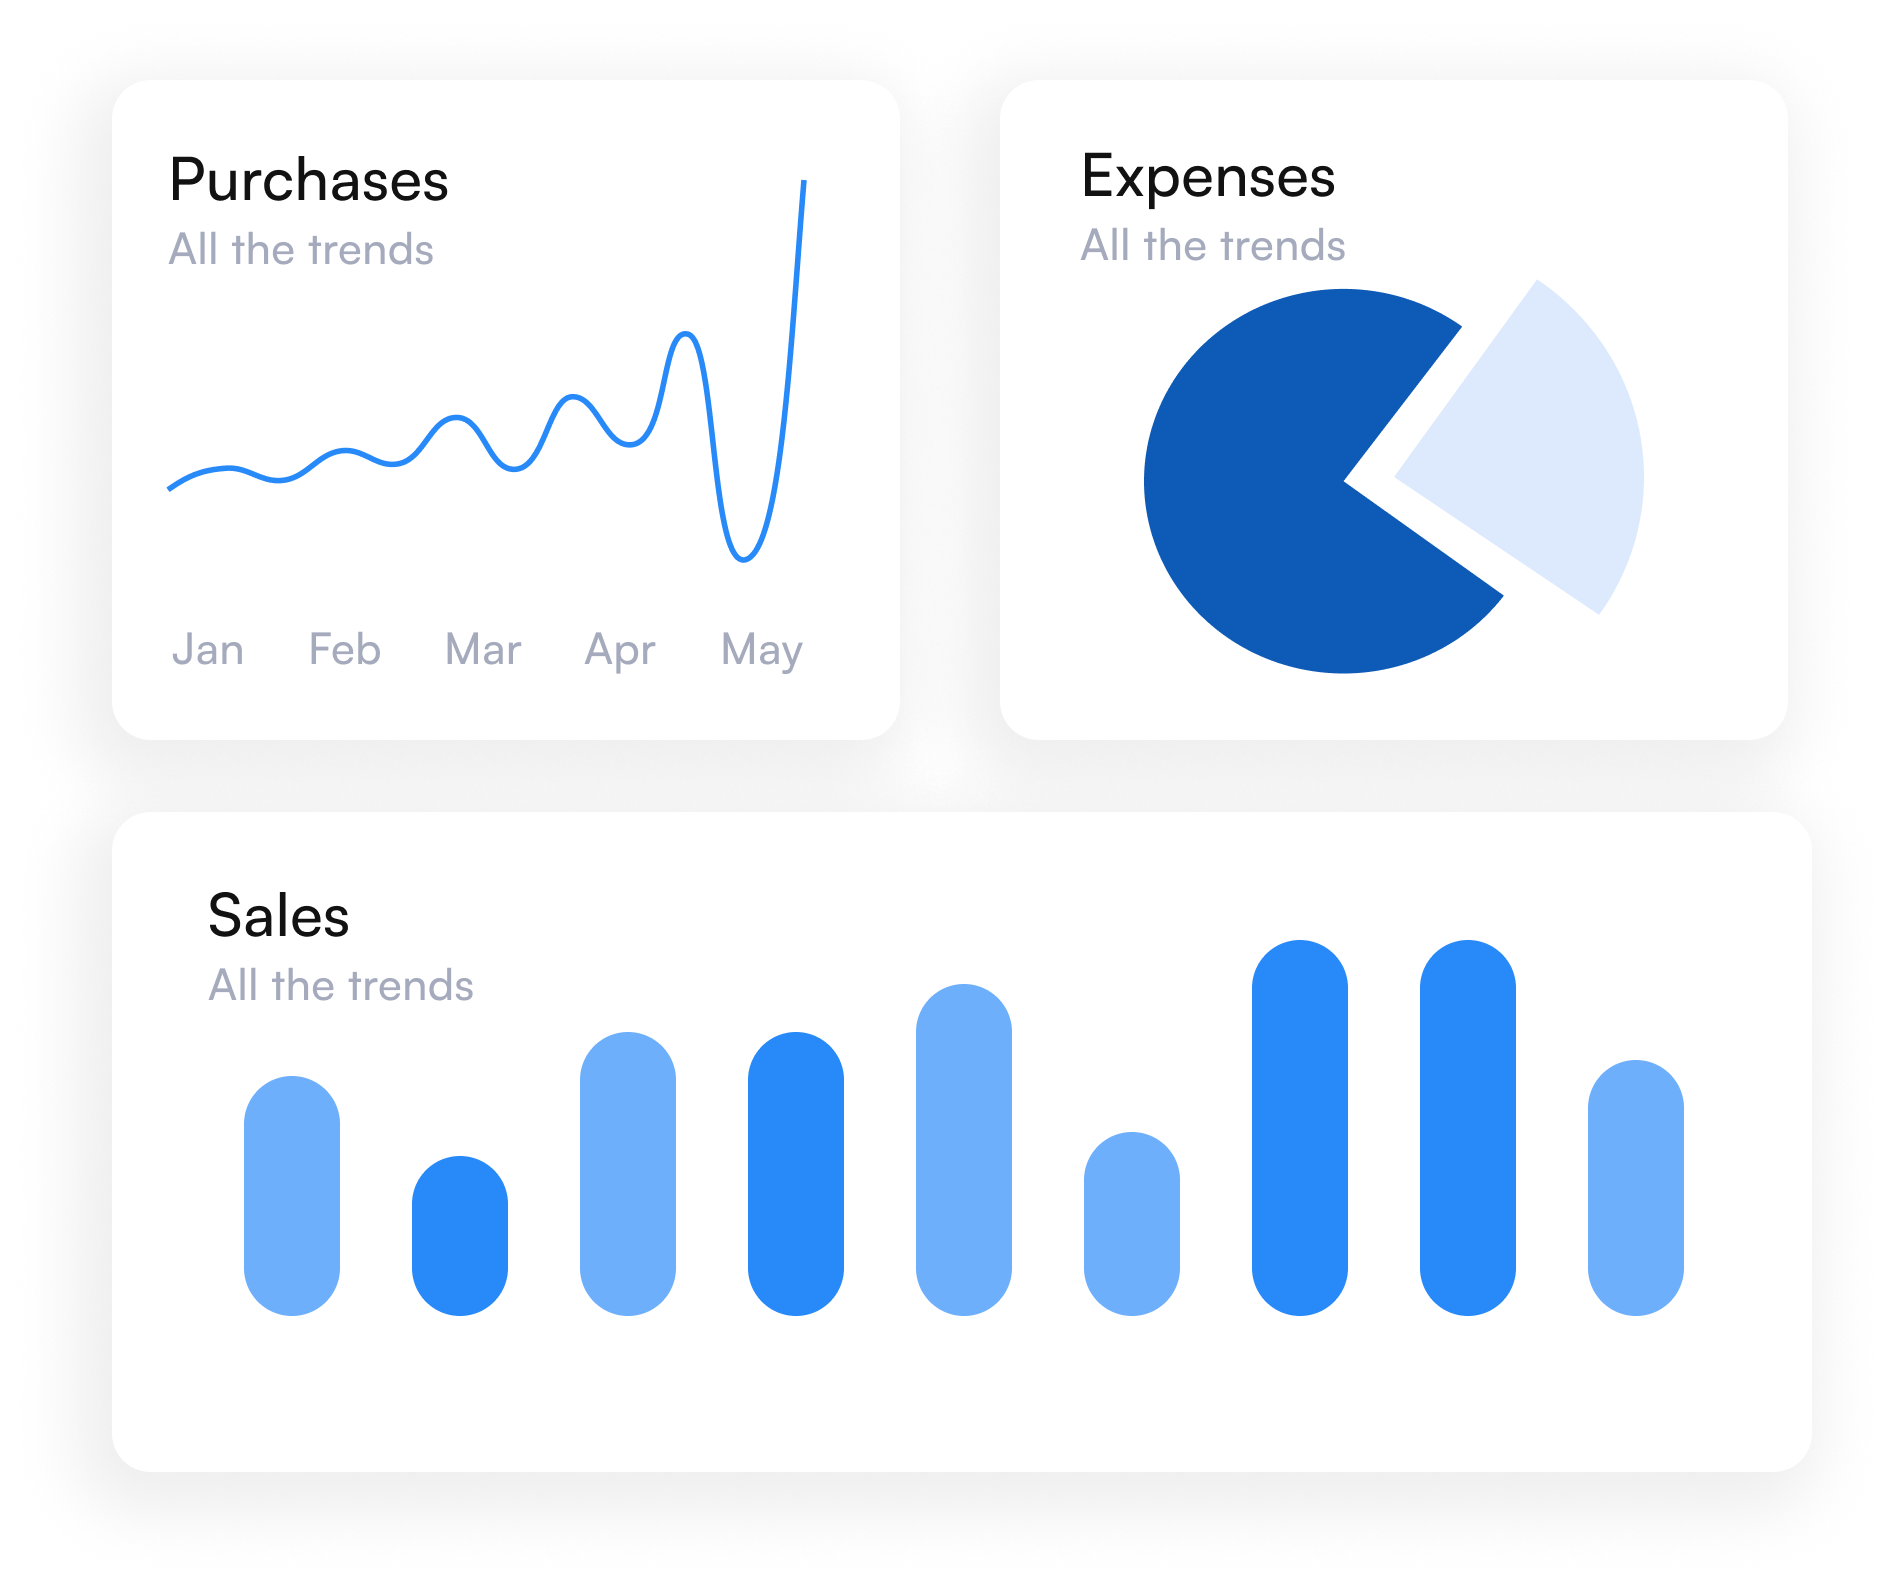 Purchases
All the trends
Jan Feb Mar Apr May
Expenses
All the trends
Sales
All the trends